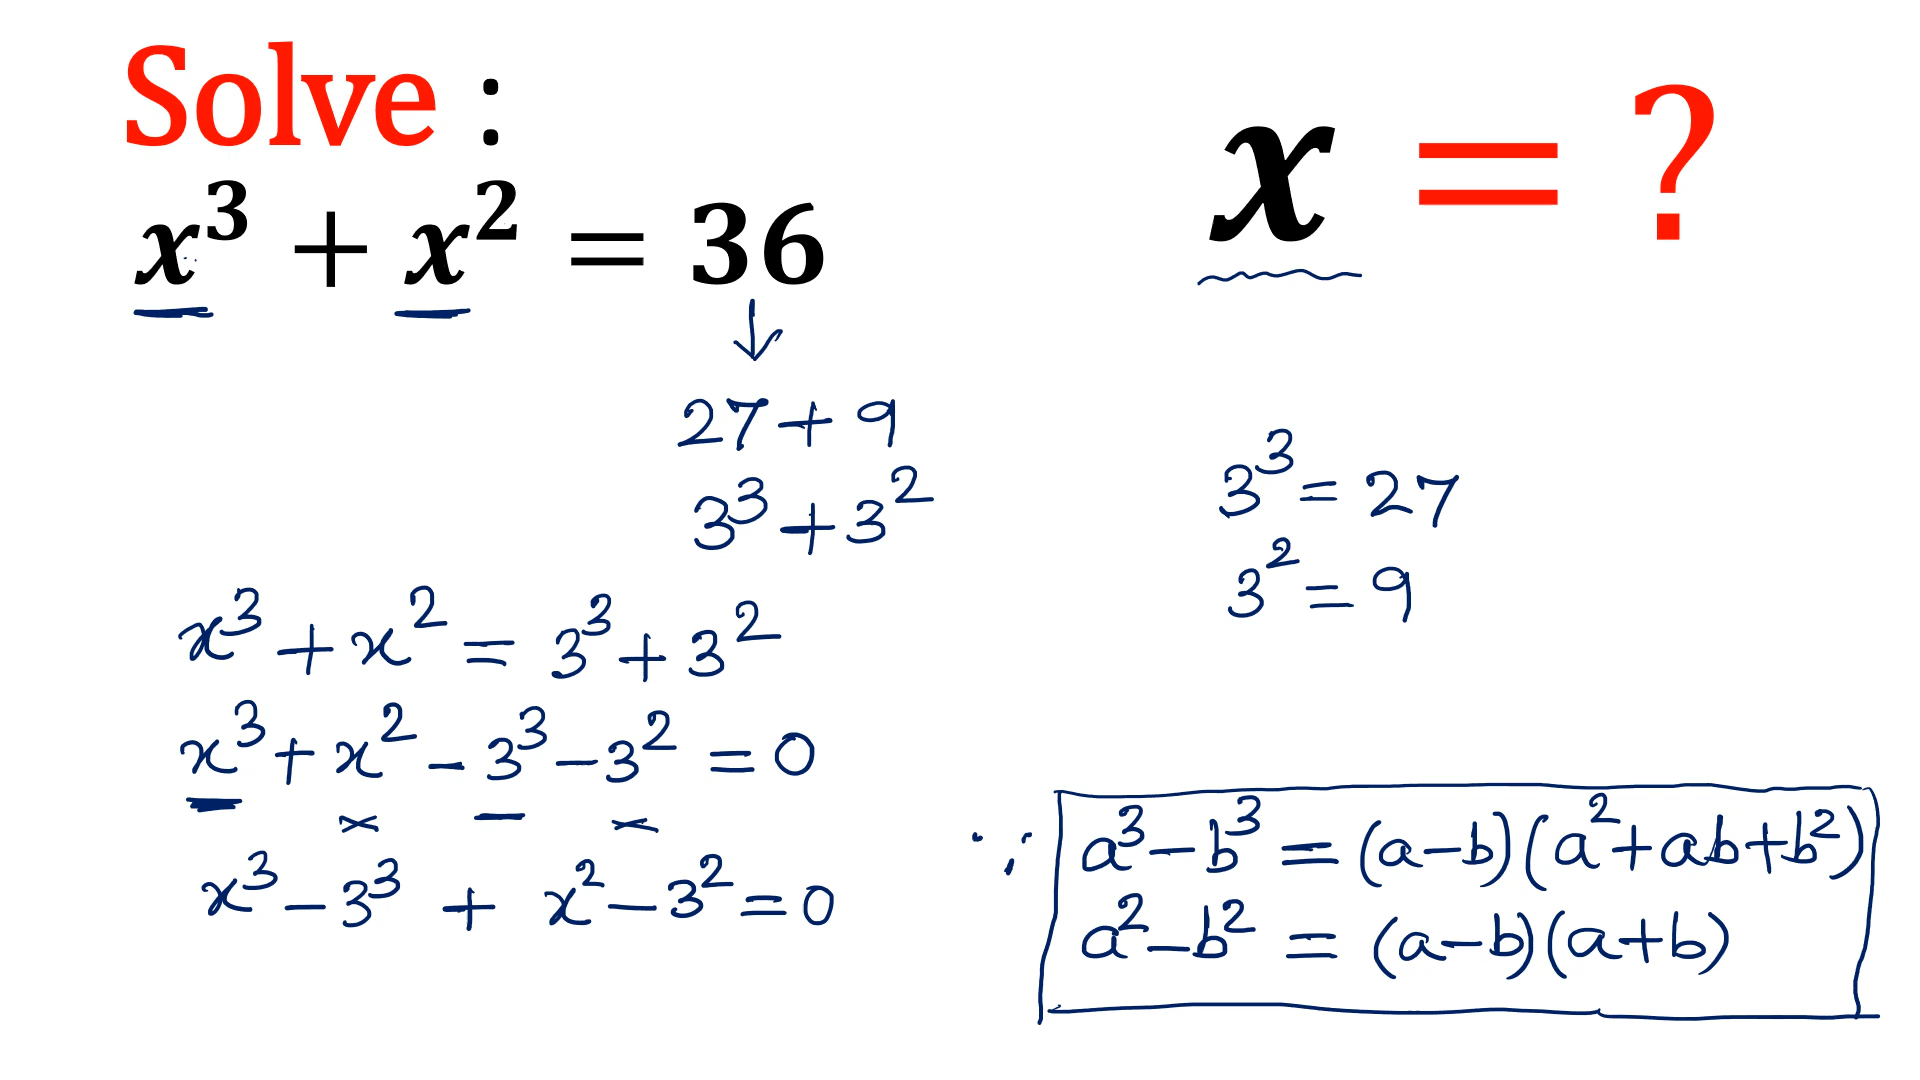 Solve :
x³ + x² = 36
x = ?
27 + 9
3³ + 3²
3³ = 27
3² = 9
x³ + x² = 3³ + 3²
x³ + x² - 3³ - 3² = 0
x³ - 3³ + x² - 3² = 0
∵ a³ - b³ = (a - b)(a² + ab + b²)
a² - b² = (a - b)(a + b)